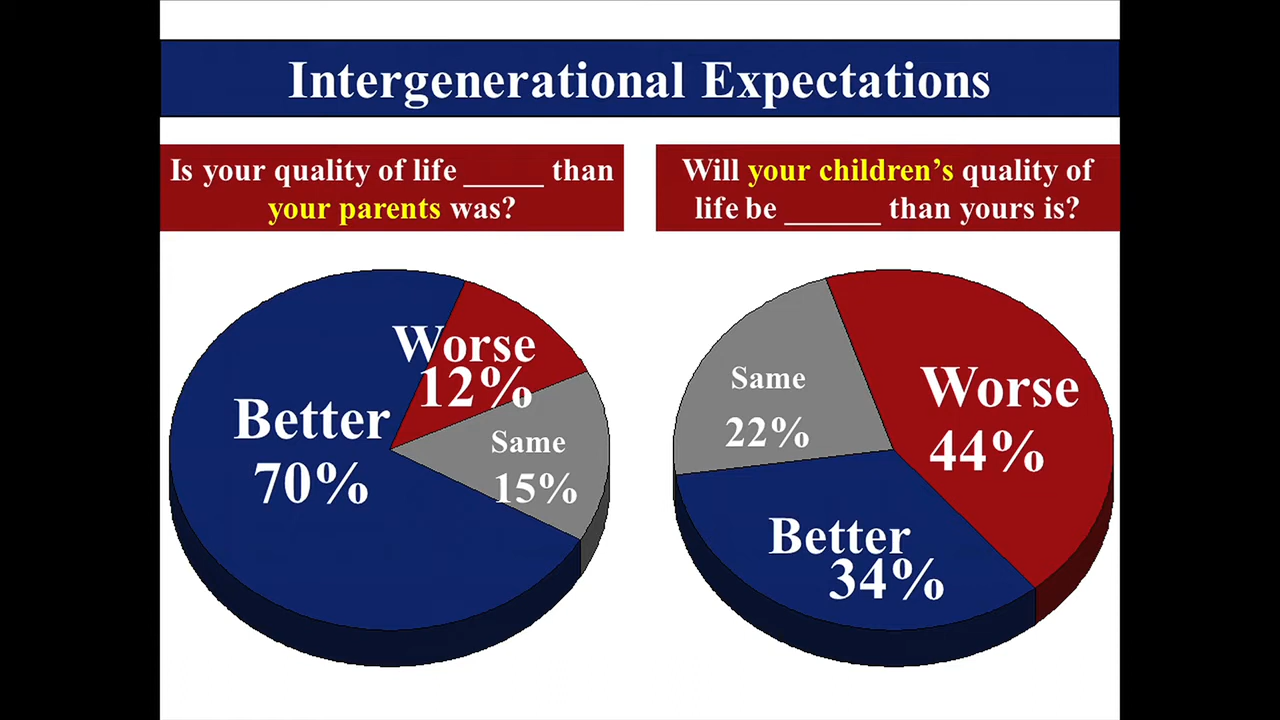 Intergenerational Expectations
Is your quality of life _____ than
your parents was?
Will your children's quality of
life be ______ than yours is?
Worse
12%
Better
70%
Same
15%
Same
22%
Worse
44%
Better
34%